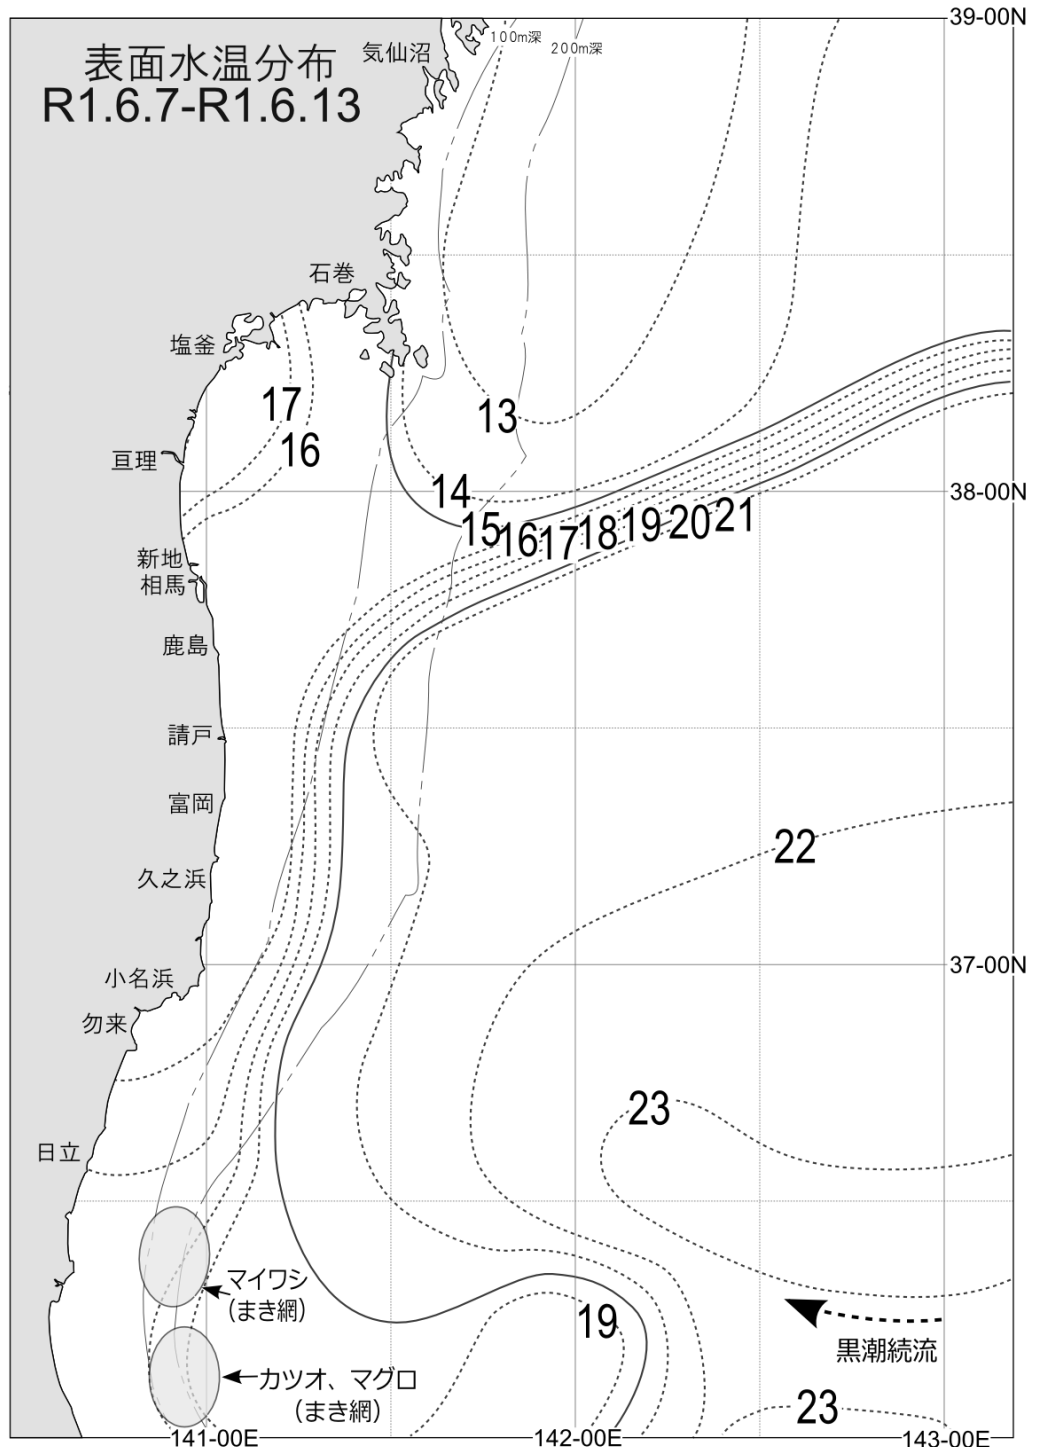 39-00N
100m深
気仙沼
200m深
表面水温分布
R1.6.7-R1.6.13
石巻
塩釜
17
13
16
亘理
14
38-00N
15
16
17
18
19
20
21
新地
相馬
鹿島
請戸
富岡
22
久之浜
37-00N
小名浜
勿来
23
日立
マイワシ
(まき網)
19
黒潮続流
カツオ、マグロ
(まき網)
23
141-00E
142-00E
143-00E